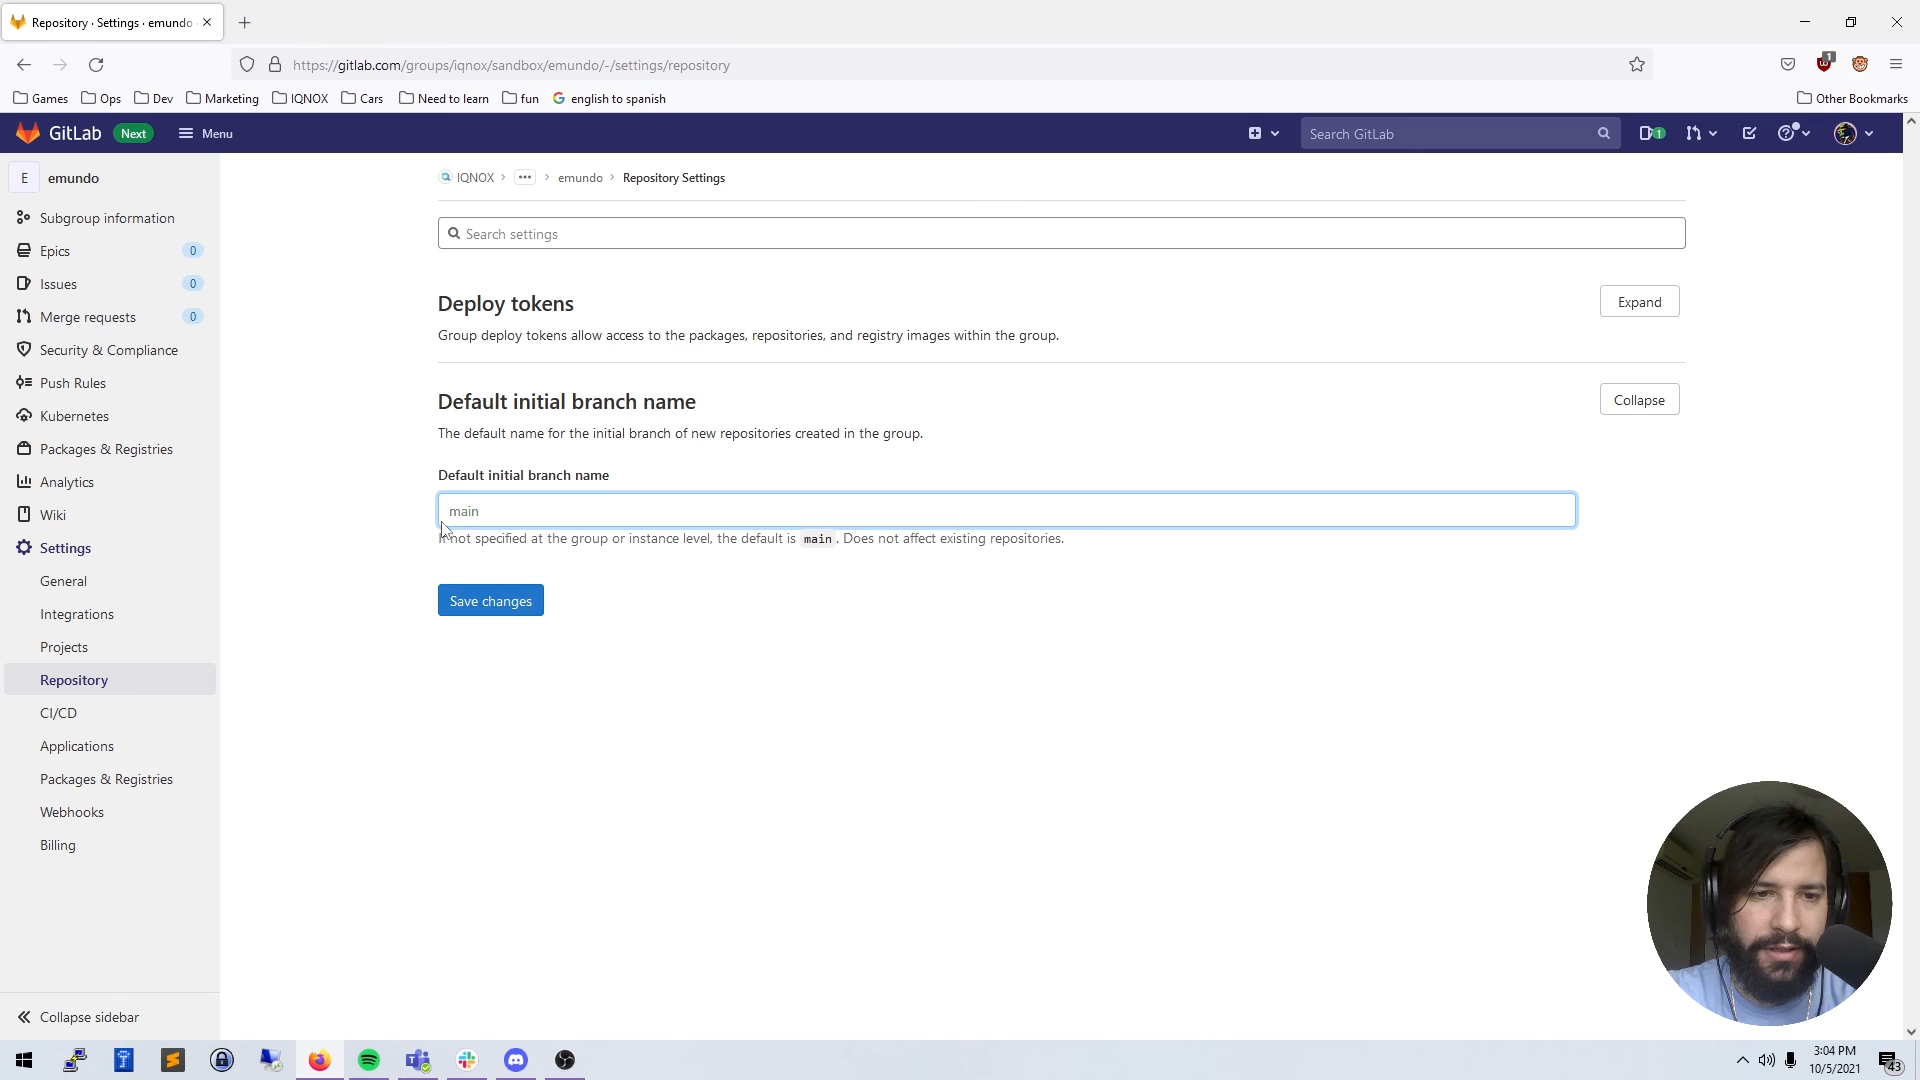 Repository · Settings · emundo
https://gitlab.com/groups/iqnox/sandbox/emundo/-/settings/repository
1
Games
Ops
Dev
Marketing
IQNOX
Cars
Need to learn
fun
english to spanish
Other Bookmarks
GitLab
Next
Menu
Search GitLab
1
E
emundo
Subgroup information
Epics 0
Issues 0
Merge requests 0
Security & Compliance
Push Rules
Kubernetes
Packages & Registries
Analytics
Wiki
Settings
General
Integrations
Projects
Repository
CI/CD
Applications
Packages & Registries
Webhooks
Billing
Collapse sidebar
IQNOX > ••• > emundo > Repository Settings
Search settings
Deploy tokens
Expand
Group deploy tokens allow access to the packages, repositories, and registry images within the group.
Default initial branch name
Collapse
The default name for the initial branch of new repositories created in the group.
Default initial branch name
main
If not specified at the group or instance level, the default is main. Does not affect existing repositories.
Save changes
3:04 PM
10/5/2021
43